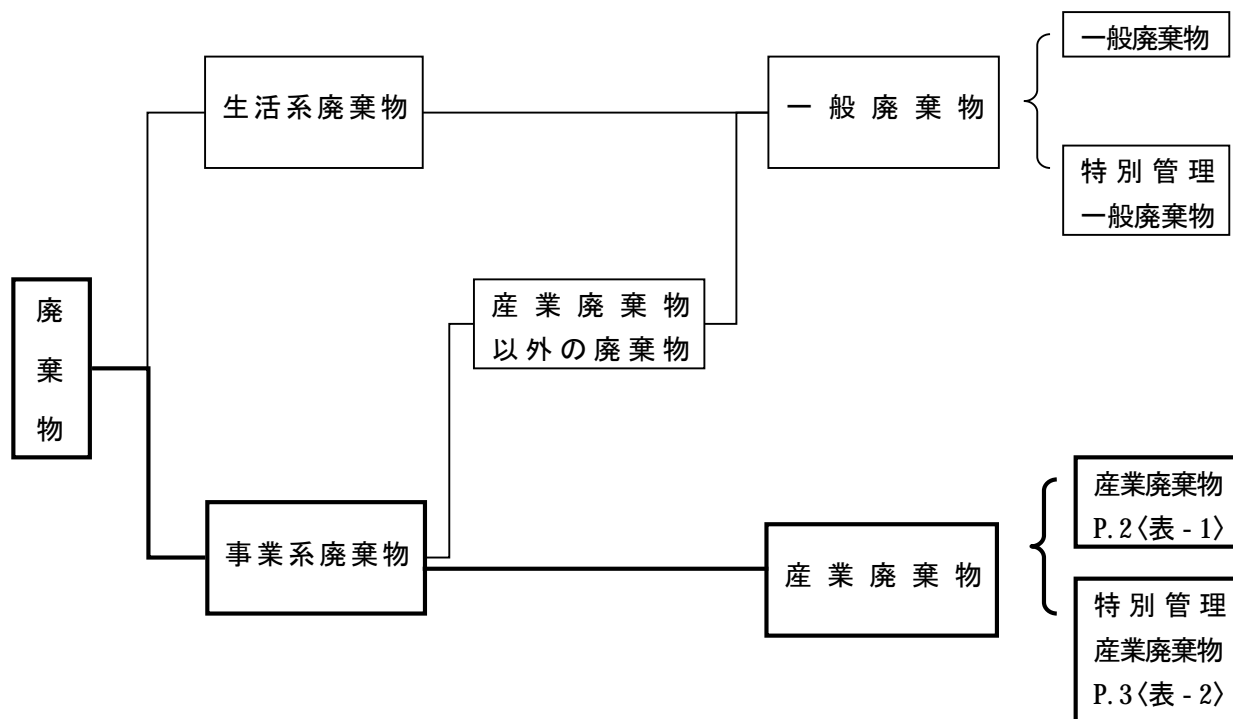 廃棄物
生活系廃棄物
事業系廃棄物
産業廃棄物
以外の廃棄物
一般廃棄物
産業廃棄物
一般廃棄物
特別管理
一般廃棄物
産業廃棄物
P.2〈表-1〉
特別管理
産業廃棄物
P.3〈表-2〉